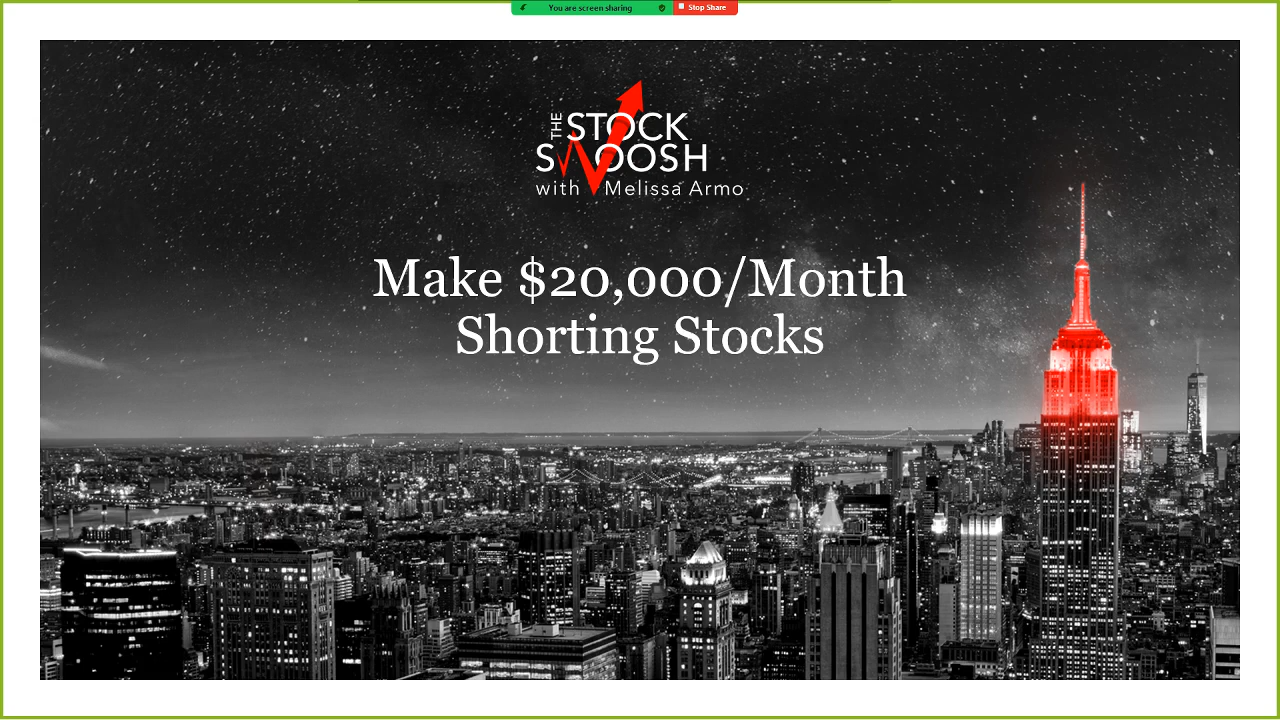 You are screen sharing
Stop Share
THE STOCK
SWOOSH
with Melissa Armo
Make $20,000/Month
Shorting Stocks